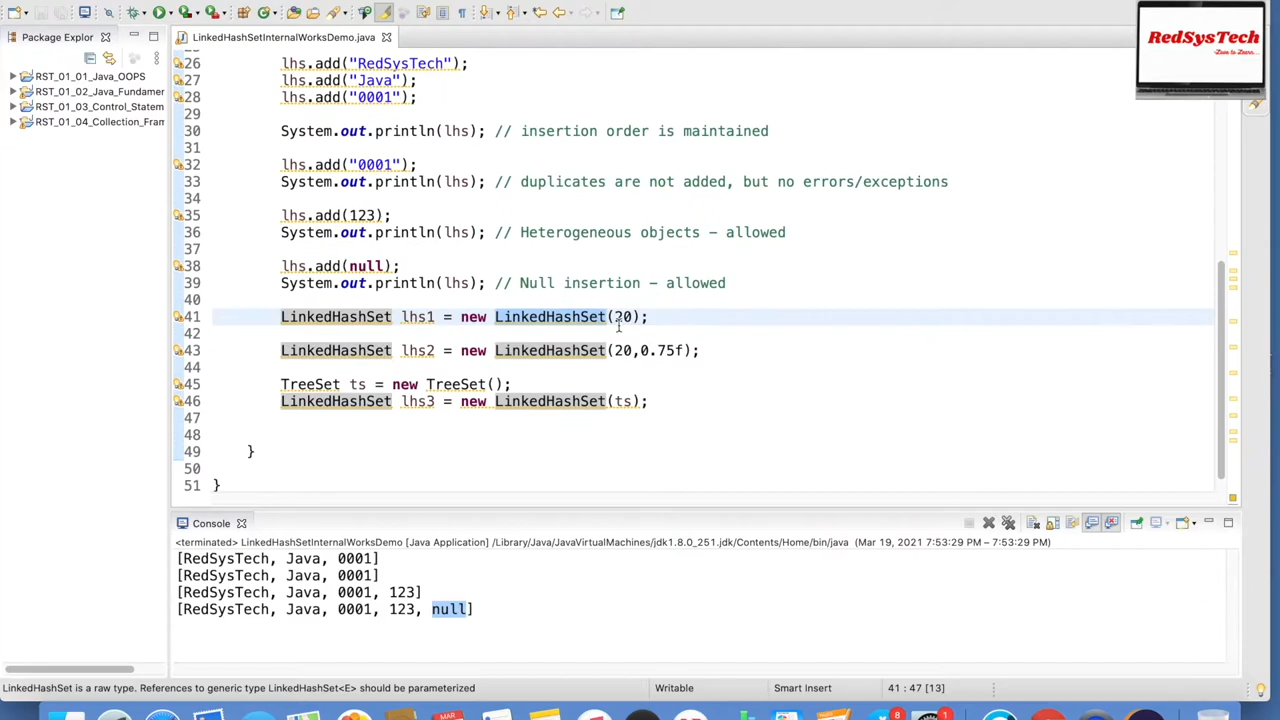 Package Explor
LinkedHashSetInternalWorksDemo.java
RedSysTech
Love to Learn...
RST_01_01_Java_OOPS
RST_01_02_Java_Fundamer
RST_01_03_Control_Statem
RST_01_04_Collection_Fram
26 lhs.add("RedSysTech");
27 lhs.add("Java");
28 lhs.add("0001");
29
30 System.out.println(lhs); // insertion order is maintained
31
32 lhs.add("0001");
33 System.out.println(lhs); // duplicates are not added, but no errors/exceptions
34
35 lhs.add(123);
36 System.out.println(lhs); // Heterogeneous objects - allowed
37
38 lhs.add(null);
39 System.out.println(lhs); // Null insertion - allowed
40
41 LinkedHashSet lhs1 = new LinkedHashSet(20);
42
43 LinkedHashSet lhs2 = new LinkedHashSet(20,0.75f);
44
45 TreeSet ts = new TreeSet();
46 LinkedHashSet lhs3 = new LinkedHashSet(ts);
47
48
49 }
50
51 }
Console
<terminated> LinkedHashSetInternalWorksDemo [Java Application] /Library/Java/JavaVirtualMachines/jdk1.8.0_251.jdk/Contents/Home/bin/java (Mar 19, 2021 7:53:29 PM – 7:53:29 PM)
[RedSysTech, Java, 0001]
[RedSysTech, Java, 0001]
[RedSysTech, Java, 0001, 123]
[RedSysTech, Java, 0001, 123, null]
LinkedHashSet is a raw type. References to generic type LinkedHashSet<E> should be parameterized
Writable
Smart Insert
41 : 47 [13]
MAR
8
1